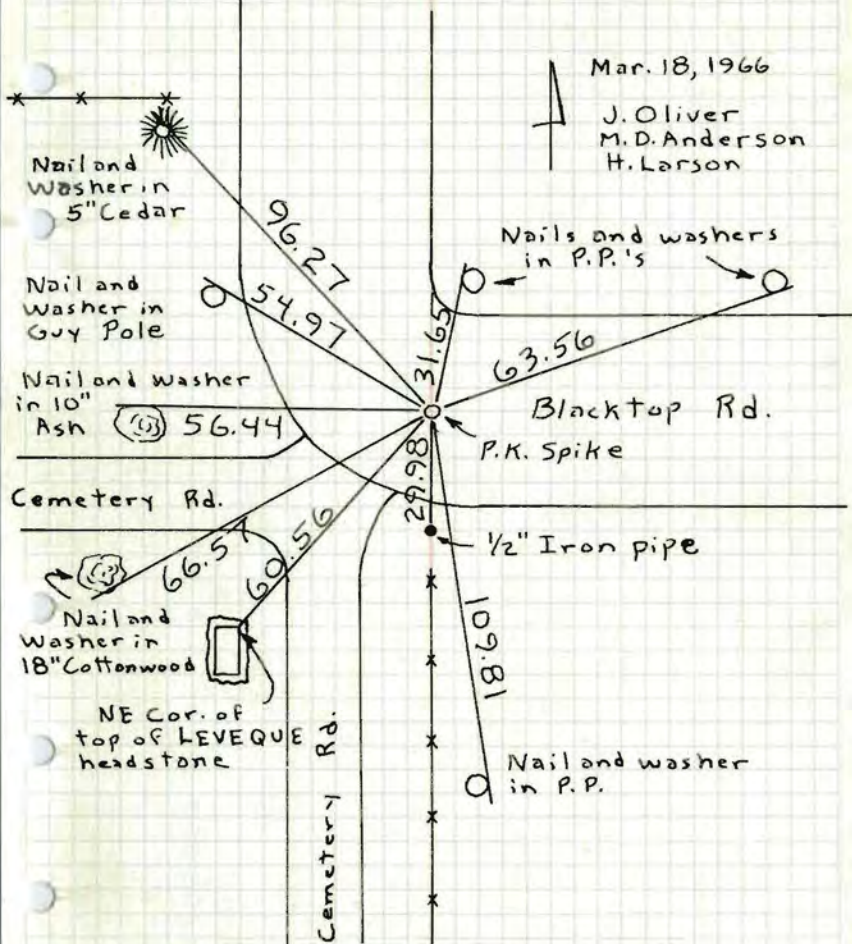 Mar. 18, 1966
J. Oliver
M. D. Anderson
H. Larson
Nail and
Washer in
5" Cedar
96.27
Nails and washers
in P.P.'s
Nail and
Washer in
Guy Pole
54.97
31.65
63.56
Nail and washer
in 10"
Ash
56.44
Blacktop Rd.
P.K. Spike
29.98
Cemetery Rd.
66.57
60.56
1/2" Iron pipe
Nail and
Washer in
18" Cottonwood
106.81
NE Cor. of
top of LEVEQUE
headstone
Cemetery Rd.
Nail and washer
in P.P.